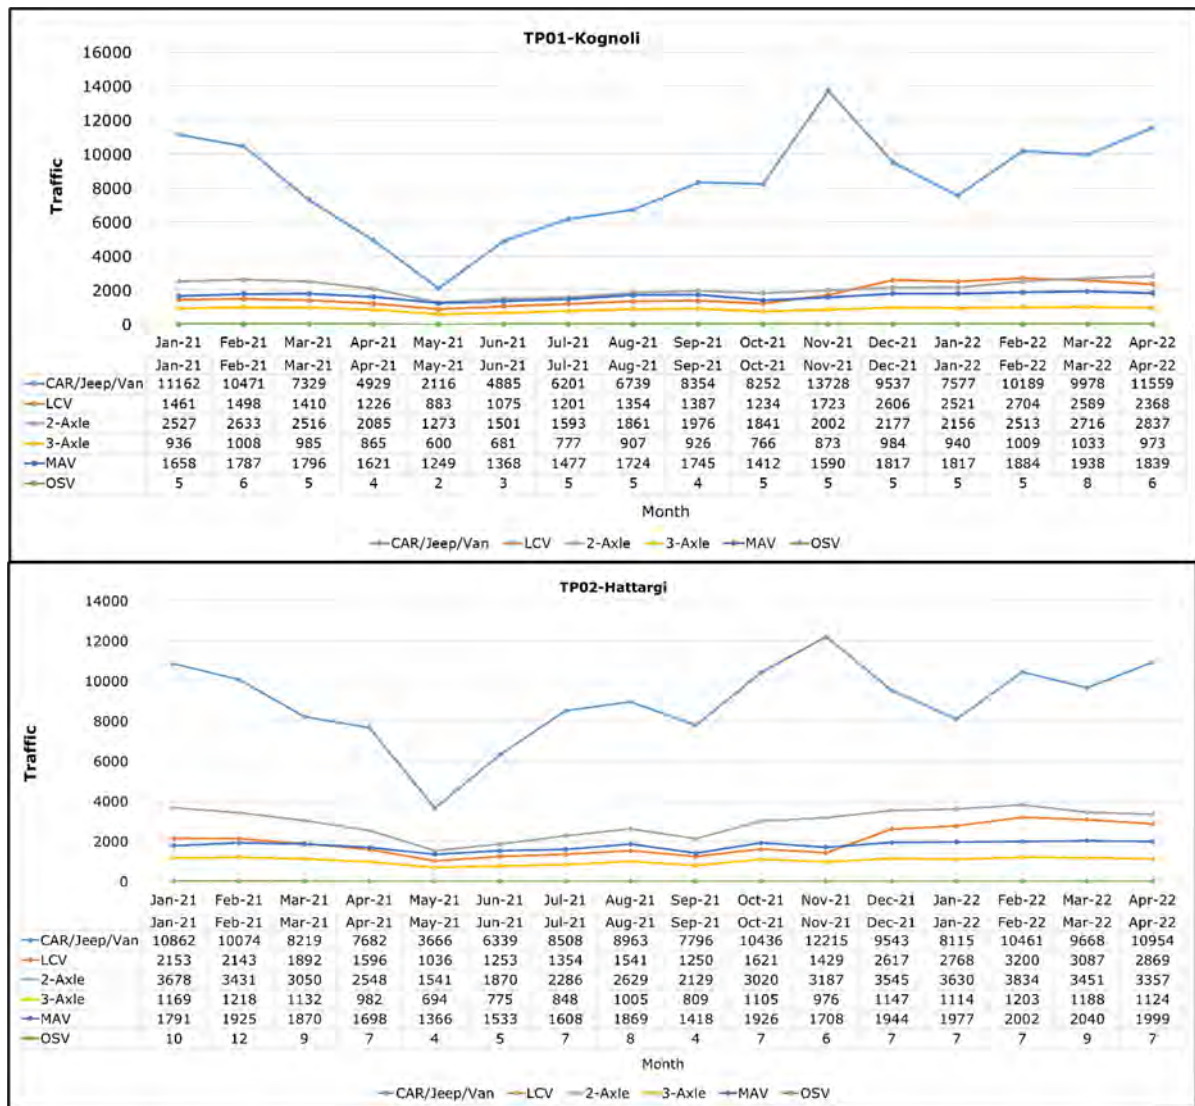 TP01-Kognoli
16000
14000
12000
10000
8000
6000
4000
2000
0
Traffic
Jan-21 Feb-21 Mar-21 Apr-21 May-21 Jun-21 Jul-21 Aug-21 Sep-21 Oct-21 Nov-21 Dec-21 Jan-22 Feb-22 Mar-22 Apr-22
Jan-21 Feb-21 Mar-21 Apr-21 May-21 Jun-21 Jul-21 Aug-21 Sep-21 Oct-21 Nov-21 Dec-21 Jan-22 Feb-22 Mar-22 Apr-22
CAR/Jeep/Van 11162 10471 7329 4929 2116 4885 6201 6739 8354 8252 13728 9537 7577 10189 9978 11559
LCV 1461 1498 1410 1226 883 1075 1201 1354 1387 1234 1723 2606 2521 2704 2589 2368
2-Axle 2527 2633 2516 2085 1273 1501 1593 1861 1976 1841 2002 2177 2156 2513 2716 2837
3-Axle 936 1008 985 865 600 681 777 907 926 766 873 984 940 1009 1033 973
MAV 1658 1787 1796 1621 1249 1368 1477 1724 1745 1412 1590 1817 1817 1884 1938 1839
OSV 5 6 5 4 2 3 5 5 4 5 5 5 5 5 8 6
Month
CAR/Jeep/Van LCV 2-Axle 3-Axle MAV OSV
TP02-Hattargi
14000
12000
10000
8000
6000
4000
2000
0
Traffic
Jan-21 Feb-21 Mar-21 Apr-21 May-21 Jun-21 Jul-21 Aug-21 Sep-21 Oct-21 Nov-21 Dec-21 Jan-22 Feb-22 Mar-22 Apr-22
Jan-21 Feb-21 Mar-21 Apr-21 May-21 Jun-21 Jul-21 Aug-21 Sep-21 Oct-21 Nov-21 Dec-21 Jan-22 Feb-22 Mar-22 Apr-22
CAR/Jeep/Van 10862 10074 8219 7682 3666 6339 8508 8963 7796 10436 12215 9543 8115 10461 9668 10954
LCV 2153 2143 1892 1596 1036 1253 1354 1541 1250 1621 1429 2617 2768 3200 3087 2869
2-Axle 3678 3431 3050 2548 1541 1870 2286 2629 2129 3020 3187 3545 3630 3834 3451 3357
3-Axle 1169 1218 1132 982 694 775 848 1005 809 1105 976 1147 1114 1203 1188 1124
MAV 1791 1925 1870 1698 1366 1533 1608 1869 1418 1926 1708 1944 1977 2002 2040 1999
OSV 10 12 9 7 4 5 7 8 4 7 6 7 7 7 9 7
Month
CAR/Jeep/Van LCV 2-Axle 3-Axle MAV OSV